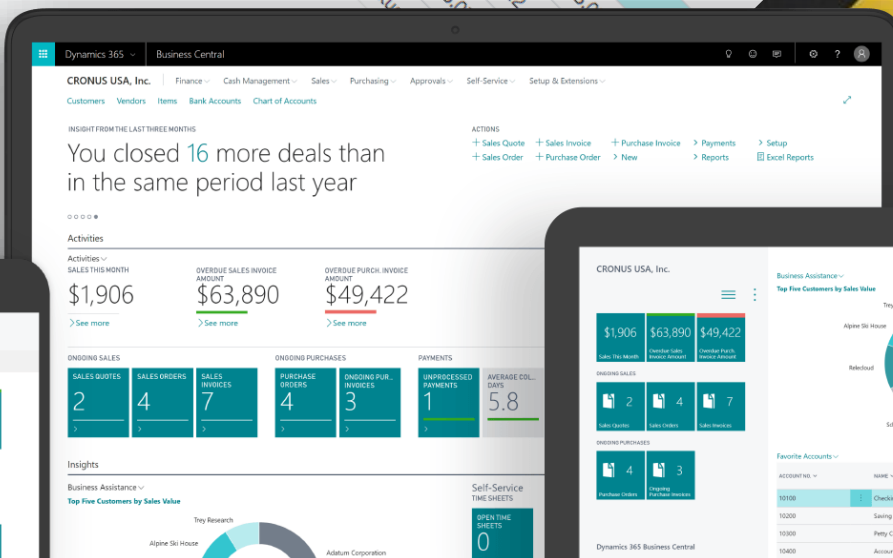 Dynamics 365
Business Central
CRONUS USA, Inc.
Finance
Cash Management
Sales
Purchasing
Approvals
Self-Service
Setup & Extensions
Customers
Vendors
Items
Bank Accounts
Chart of Accounts
INSIGHT FROM THE LAST THREE MONTHS
You closed 16 more deals than
in the same period last year
ACTIONS
+ Sales Quote
+ Sales Invoice
+ Purchase Invoice
> Payments
> Setup
+ Sales Order
+ Purchase Order
> New
> Reports
Excel Reports
Activities
Activities
SALES THIS MONTH
$1,906
>See more
OVERDUE SALES INVOICE
AMOUNT
$63,890
>See more
OVERDUE PURCH. INVOICE
AMOUNT
$49,422
>See more
ONGOING SALES
SALES QUOTES
2
>
SALES ORDERS
4
>
SALES
INVOICES
7
>
ONGOING PURCHASES
PURCHASE
ORDERS
4
>
ONGOING PUR...
INVOICES
3
>
PAYMENTS
UNPROCESSED
PAYMENTS
1
>
AVERAGE COL...
DAYS
5.8
Insights
Business Assistance
Top Five Customers by Sales Value
Trey Research
Alpine Ski House
Adatum Corporation
Self-Service
TIME SHEETS
OPEN TIME
SHEETS
0
CRONUS USA, Inc.
$1,906
Sales This Month
$63,890
Overdue Sales
Invoice Amount
$49,422
Overdue Purch.
Invoice Amount
ONGOING SALES
2
Sales Quotes
4
Sales Orders
7
Sales Invoices
ONGOING PURCHASES
4
Purchase Orders
3
Ongoing
Purchase Invoices
Dynamics 365 Business Central
Business Assistance
Top Five Customers by Sales Value
Trey
Alpine Ski House
Relecloud
Favorite Accounts
ACCOUNT NO.
NAME
10100
Checki
10200
Saving
10300
Petty C
10400
Accoun